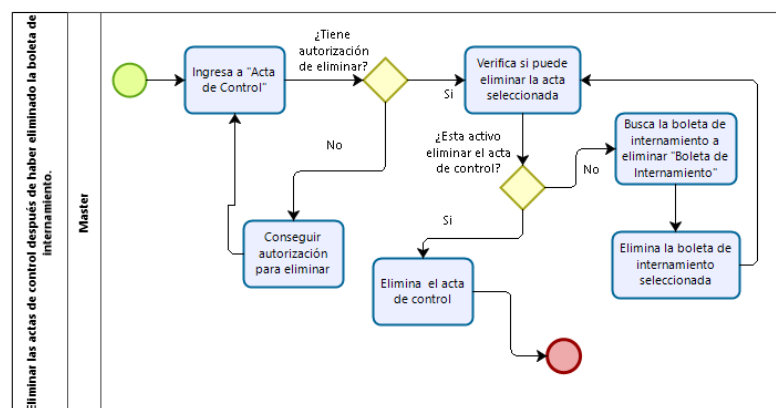 Eliminar las actas de control después de haber eliminado la boleta de
internamiento.
Master
Ingresa a "Acta
de Control"
¿Tiene
autorización de
eliminar?
Si
No
Conseguir
autorización
para eliminar
Verifica si puede
eliminar la acta
seleccionada
¿Esta activo
eliminar el acta
de control?
No
Si
Busca la boleta de
internamiento a
eliminar "Boleta de
Internamiento"
Elimina la boleta de
internamiento
seleccionada
Elimina el acta
de control